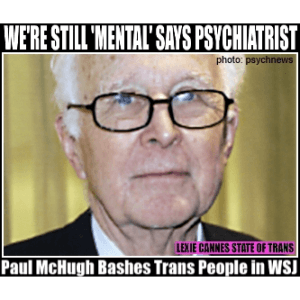 WE'RE STILL 'MENTAL' SAYS PSYCHIATRIST
photo: psychnews
LEXIE CANNES STATE OF TRANS
Paul McHugh Bashes Trans People in WSJ